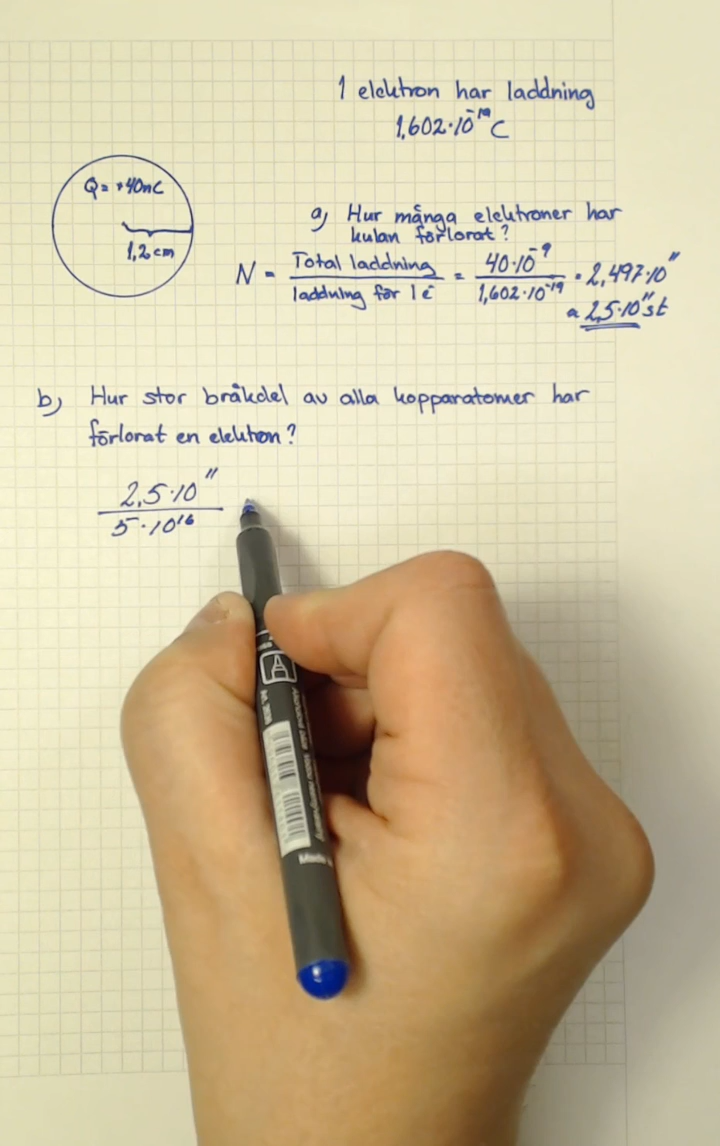 1 elektron har laddning
1,602·10⁻¹⁹ C
Q = +40nC
1,2 cm
a) Hur många elektroner har
kulan förlorat?
N = Total laddning / laddning för 1 e⁻ = 40·10⁻⁹ / 1,602·10⁻¹⁹ = 2,497·10¹¹
≈ 2,5·10¹¹ st
b) Hur stor bråkdel av alla kopparatomer har
förlorat en elektron?
2,5·10¹¹ / 5·10¹⁶